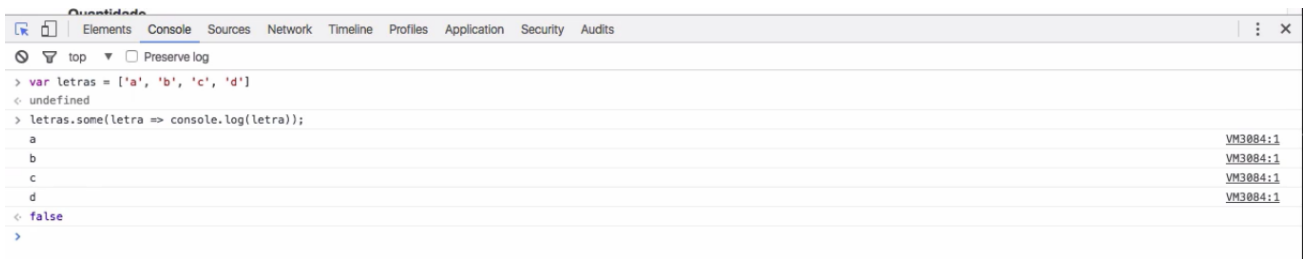 Quantidade
Elements Console Sources Network Timeline Profiles Application Security Audits
top ▼ Preserve log
> var letras = ['a', 'b', 'c', 'd']
< undefined
> letras.some(letra => console.log(letra));
a VM3084:1
b VM3084:1
c VM3084:1
d VM3084:1
< false
>